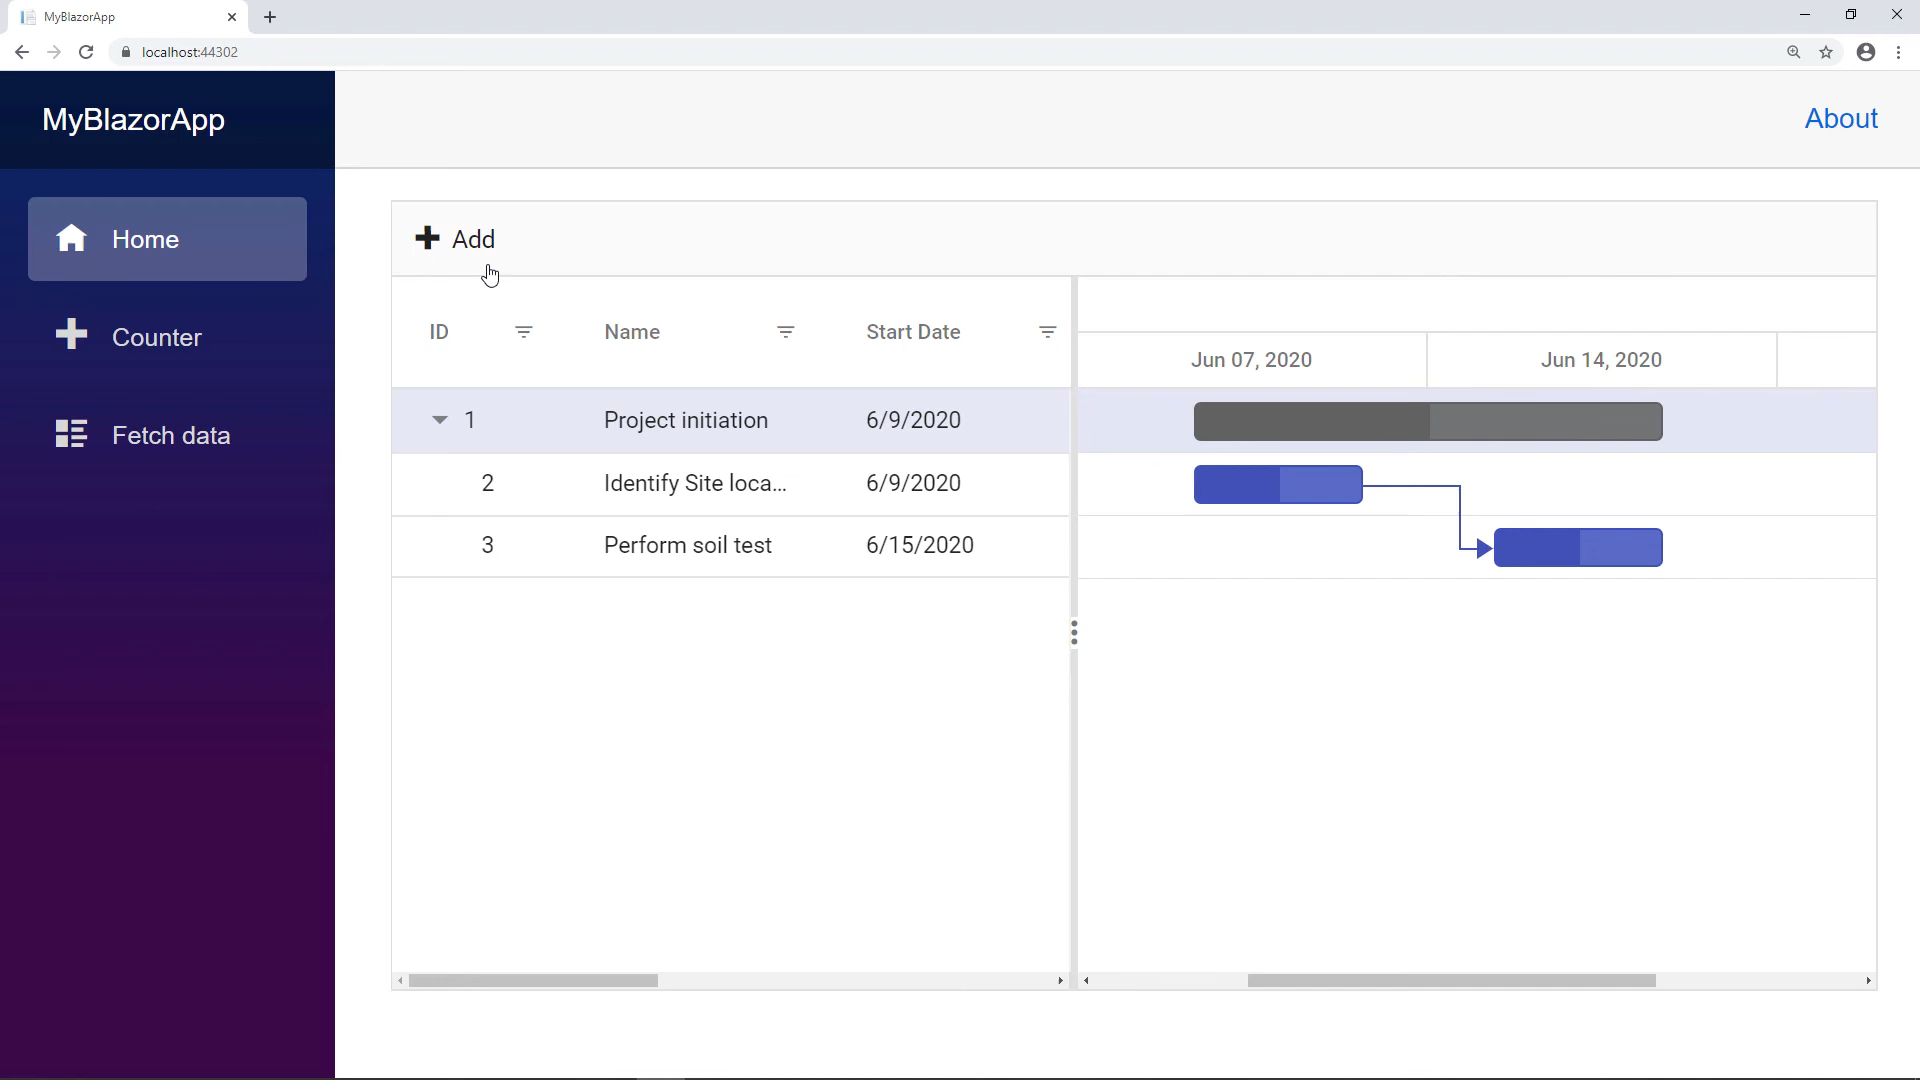 MyBlazorApp
localhost:44302
MyBlazorApp
About
Home
Counter
Fetch data
Add
ID Name Start Date
Jun 07, 2020 Jun 14, 2020
1 Project initiation 6/9/2020
2 Identify Site loca... 6/9/2020
3 Perform soil test 6/15/2020